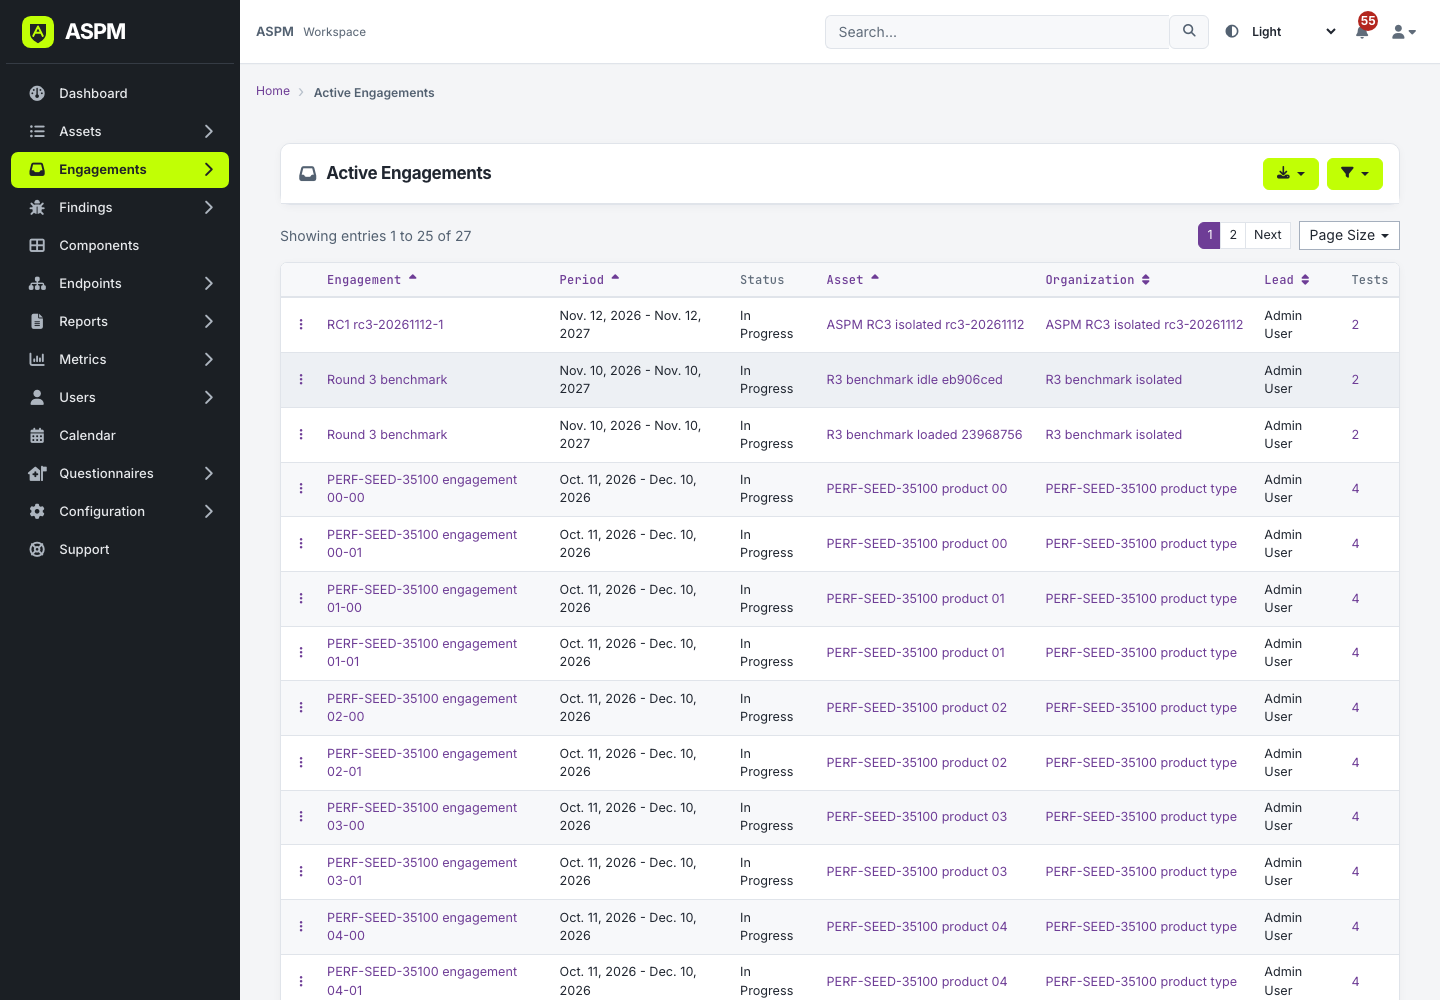 ASPM
ASPM Workspace
Search...
Light
55
Dashboard
Assets
Engagements
Findings
Components
Endpoints
Reports
Metrics
Users
Calendar
Questionnaires
Configuration
Support
Home
Active Engagements
Active Engagements
Showing entries 1 to 25 of 27
1 2 Next
Page Size
Engagement Period Status Asset Organization Lead Tests
RC1 rc3-20261112-1
Nov. 12, 2026 - Nov. 12,
2027
In
Progress
ASPM RC3 isolated rc3-20261112
ASPM RC3 isolated rc3-20261112
Admin
User
2
Round 3 benchmark
Nov. 10, 2026 - Nov. 10,
2027
In
Progress
R3 benchmark idle eb906ced
R3 benchmark isolated
Admin
User
2
Round 3 benchmark
Nov. 10, 2026 - Nov. 10,
2027
In
Progress
R3 benchmark loaded 23968756
R3 benchmark isolated
Admin
User
2
PERF-SEED-35100 engagement
00-00
Oct. 11, 2026 - Dec. 10,
2026
In
Progress
PERF-SEED-35100 product 00
PERF-SEED-35100 product type
Admin
User
4
PERF-SEED-35100 engagement
00-01
Oct. 11, 2026 - Dec. 10,
2026
In
Progress
PERF-SEED-35100 product 00
PERF-SEED-35100 product type
Admin
User
4
PERF-SEED-35100 engagement
01-00
Oct. 11, 2026 - Dec. 10,
2026
In
Progress
PERF-SEED-35100 product 01
PERF-SEED-35100 product type
Admin
User
4
PERF-SEED-35100 engagement
01-01
Oct. 11, 2026 - Dec. 10,
2026
In
Progress
PERF-SEED-35100 product 01
PERF-SEED-35100 product type
Admin
User
4
PERF-SEED-35100 engagement
02-00
Oct. 11, 2026 - Dec. 10,
2026
In
Progress
PERF-SEED-35100 product 02
PERF-SEED-35100 product type
Admin
User
4
PERF-SEED-35100 engagement
02-01
Oct. 11, 2026 - Dec. 10,
2026
In
Progress
PERF-SEED-35100 product 02
PERF-SEED-35100 product type
Admin
User
4
PERF-SEED-35100 engagement
03-00
Oct. 11, 2026 - Dec. 10,
2026
In
Progress
PERF-SEED-35100 product 03
PERF-SEED-35100 product type
Admin
User
4
PERF-SEED-35100 engagement
03-01
Oct. 11, 2026 - Dec. 10,
2026
In
Progress
PERF-SEED-35100 product 03
PERF-SEED-35100 product type
Admin
User
4
PERF-SEED-35100 engagement
04-00
Oct. 11, 2026 - Dec. 10,
2026
In
Progress
PERF-SEED-35100 product 04
PERF-SEED-35100 product type
Admin
User
4
PERF-SEED-35100 engagement
04-01
Oct. 11, 2026 - Dec. 10,
2026
In
Progress
PERF-SEED-35100 product 04
PERF-SEED-35100 product type
Admin
User
4